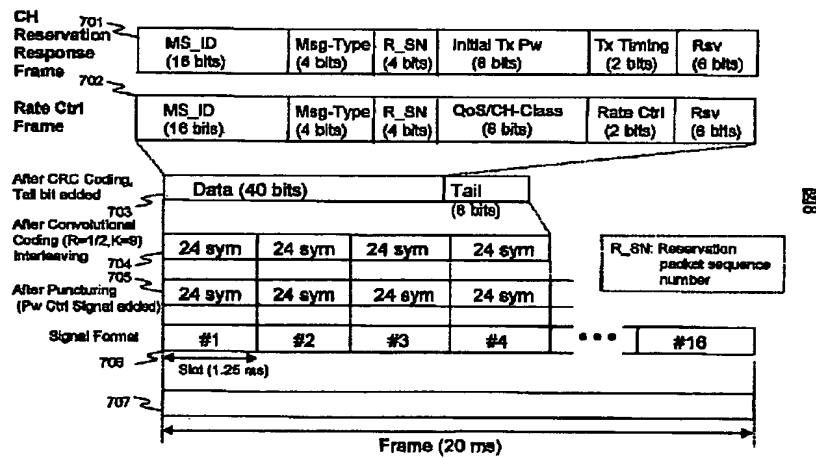 CH
Reservation
Response
Frame
701
MS_ID
(16 bits)
Msg-Type
(4 bits)
R_SN
(4 bits)
Initial Tx Pw
(8 bits)
Tx Timing
(2 bits)
Rsv
(6 bits)
702
Rate Ctrl
Frame
MS_ID
(16 bits)
Msg-Type
(4 bits)
R_SN
(4 bits)
QoS/CH-Class
(8 bits)
Rate Ctrl
(2 bits)
Rsv
(6 bits)
After CRC Coding,
Tail bit added
703
Data (40 bits)
Tail
(8 bits)
図8
After Convolutional
Coding (R=1/2,K=9)
Interleaving
704
24 sym
24 sym
24 sym
24 sym
R_SN: Reservation
packet sequence
number
705
After Puncturing
(Pw Ctrl Signal added)
24 sym
24 sym
24 sym
24 sym
Signal Format
706
#1
#2
#3
#4
•••
#16
Slot (1.25 ms)
707
Frame (20 ms)